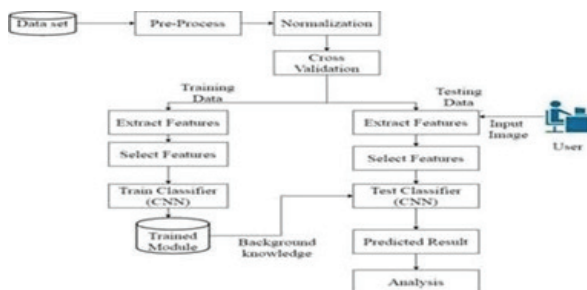 Data set
Pre-Process
Normalization
Cross
Validation
Training
Data
Testing
Data
Extract Features
Extract Features
Input
Image
User
Select Features
Select Features
Train Classifier
(CNN)
Test Classifier
(CNN)
Trained
Module
Background
knowledge
Predicted Result
Analysis